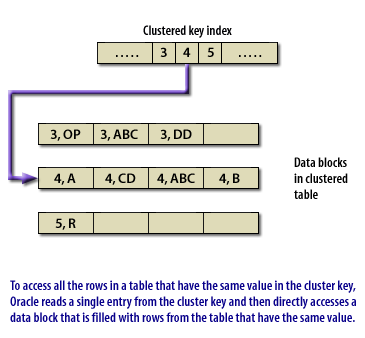 Clustered key index
..... 3 4 5 .....
3, OP 3, ABC 3, DD
Data blocks
in clustered
table
4, A 4, CD 4, ABC 4, B
5, R
To access all the rows in a table that have the same value in the cluster key,
Oracle reads a single entry from the cluster key and then directly accesses a
data block that is filled with rows from the table that have the same value.